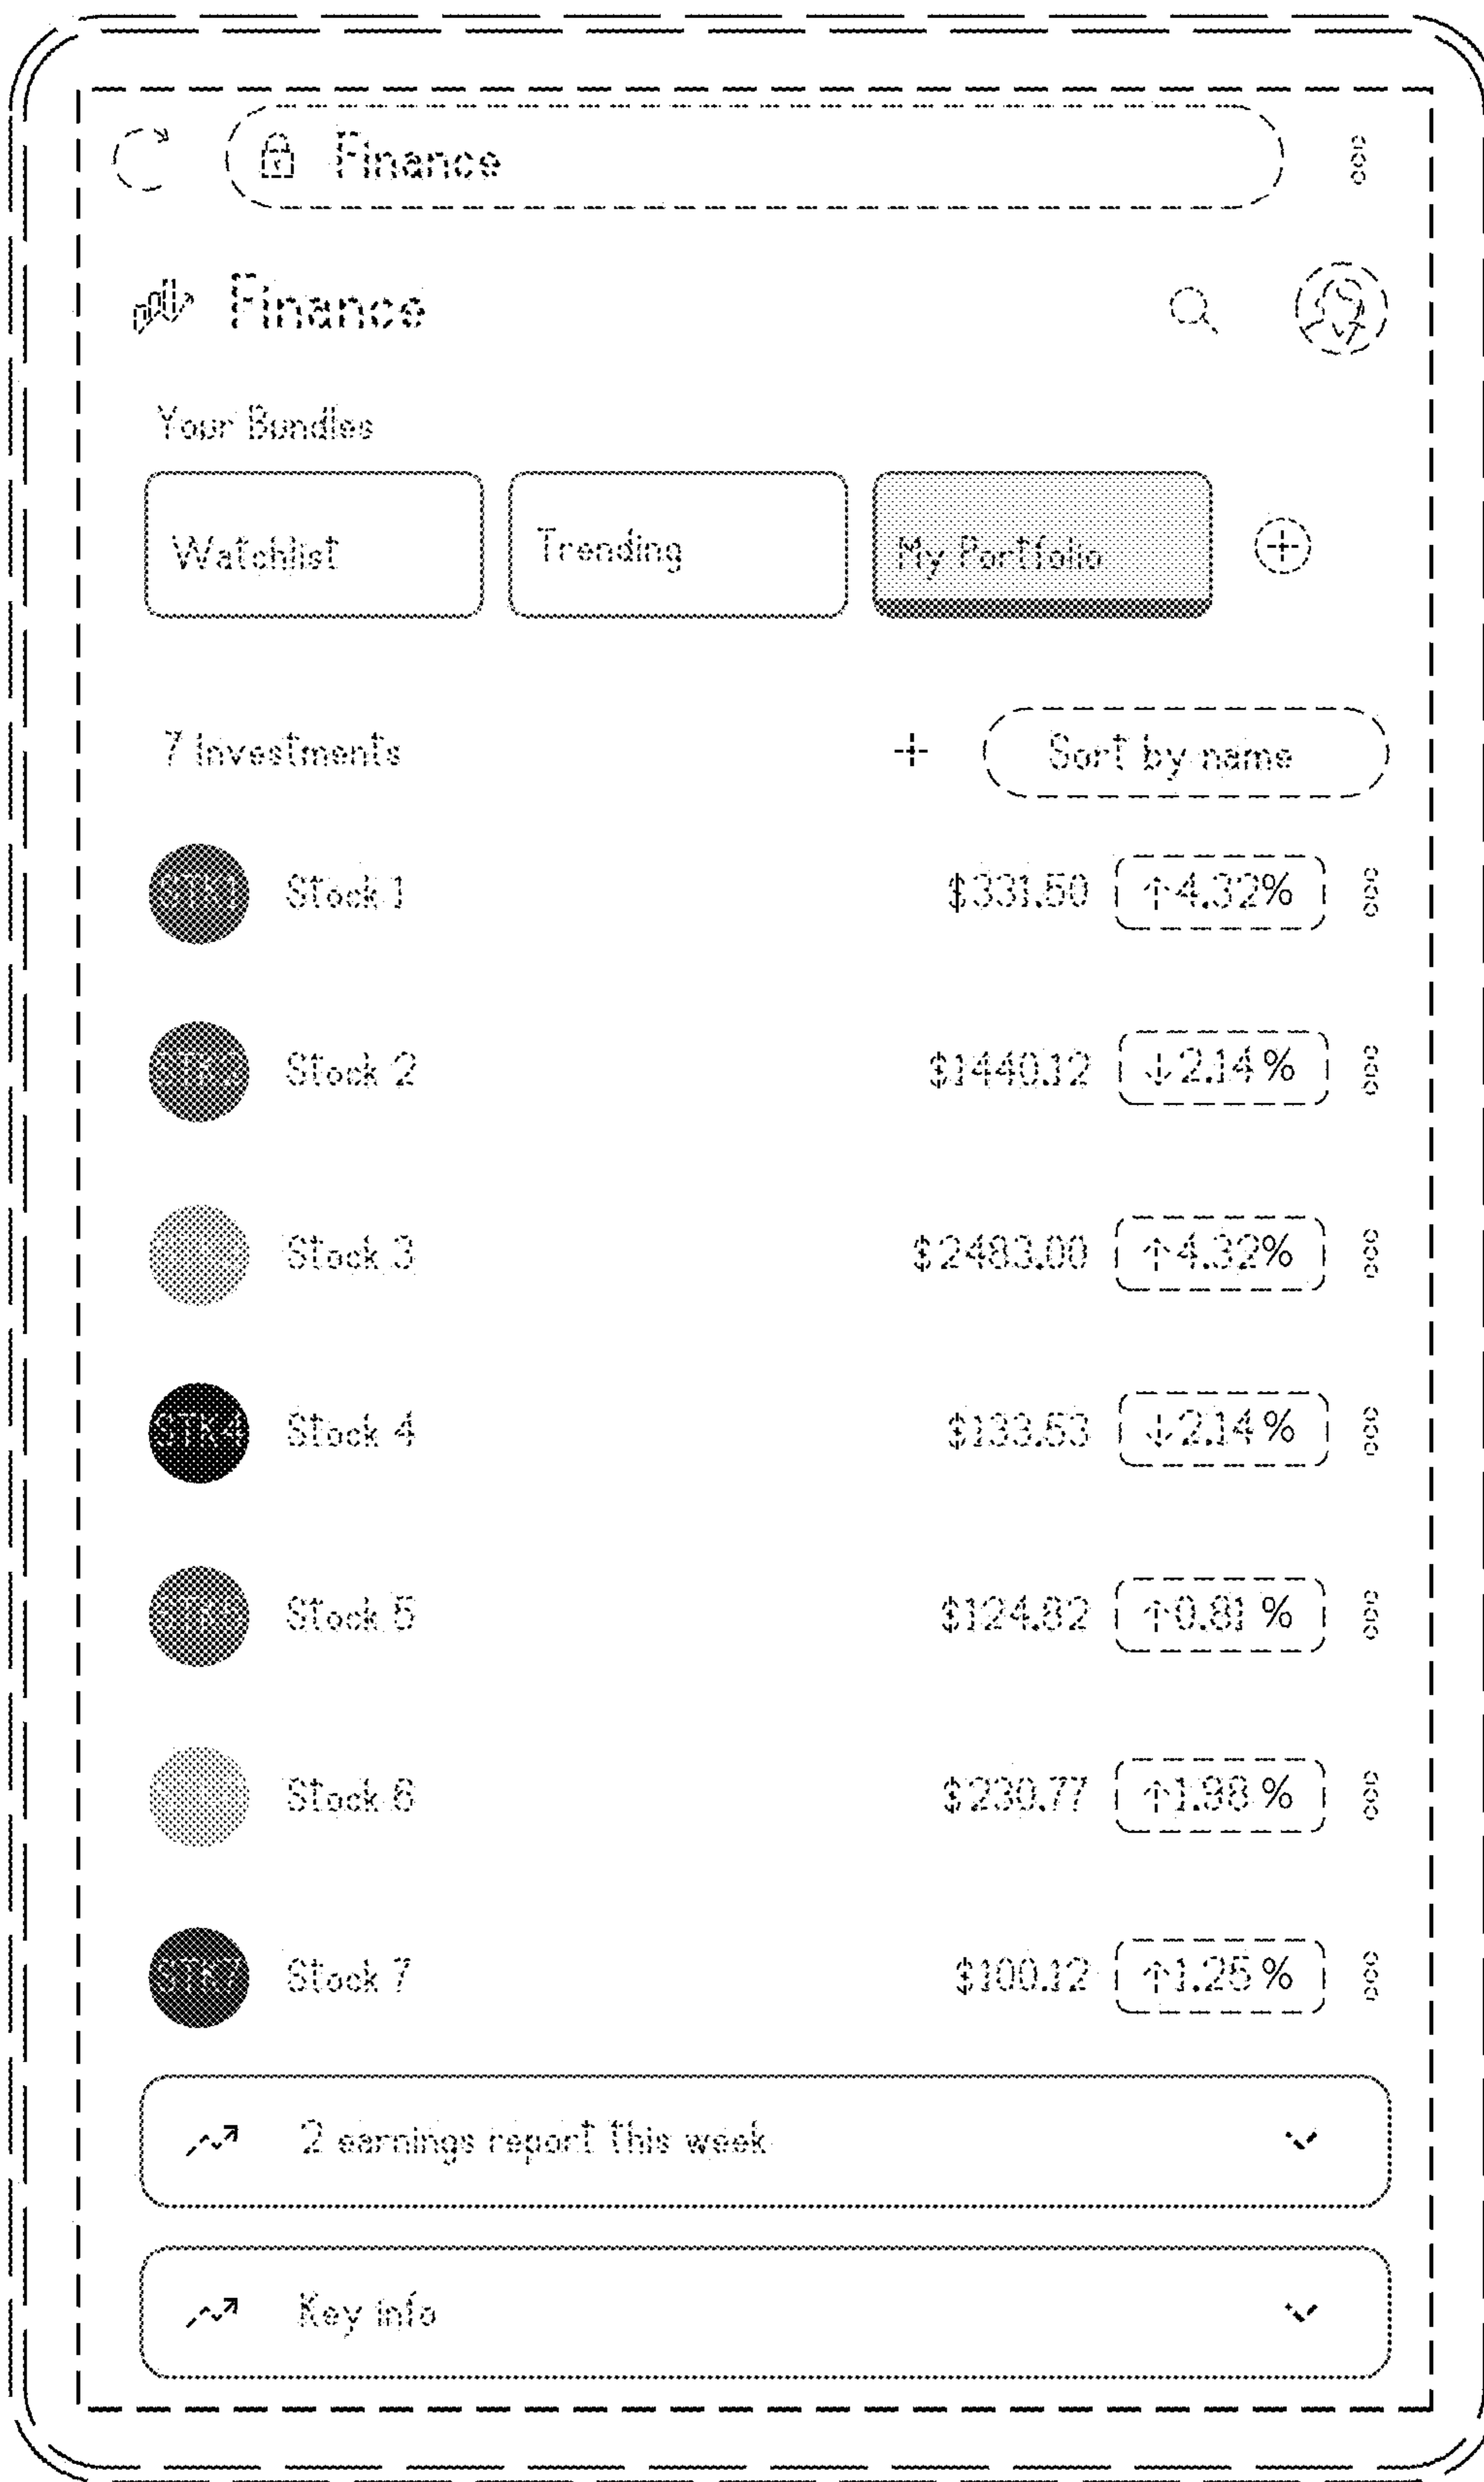 Finance
Finance
Your Bundles
Watchlist Trending My Portfolio
7 Investments + Sort by name
STK1 Stock 1 $331.50 ↑4.32%
Stock 2 $1440.12 ↓2.14%
Stock 3 $2483.00 ↑4.32%
STK4 Stock 4 $133.53 ↓2.14%
Stock 5 $124.82 ↑0.81%
Stock 6 $230.77 ↑1.98%
STK7 Stock 7 $100.12 ↑1.25%
2 earnings report this week
Key info